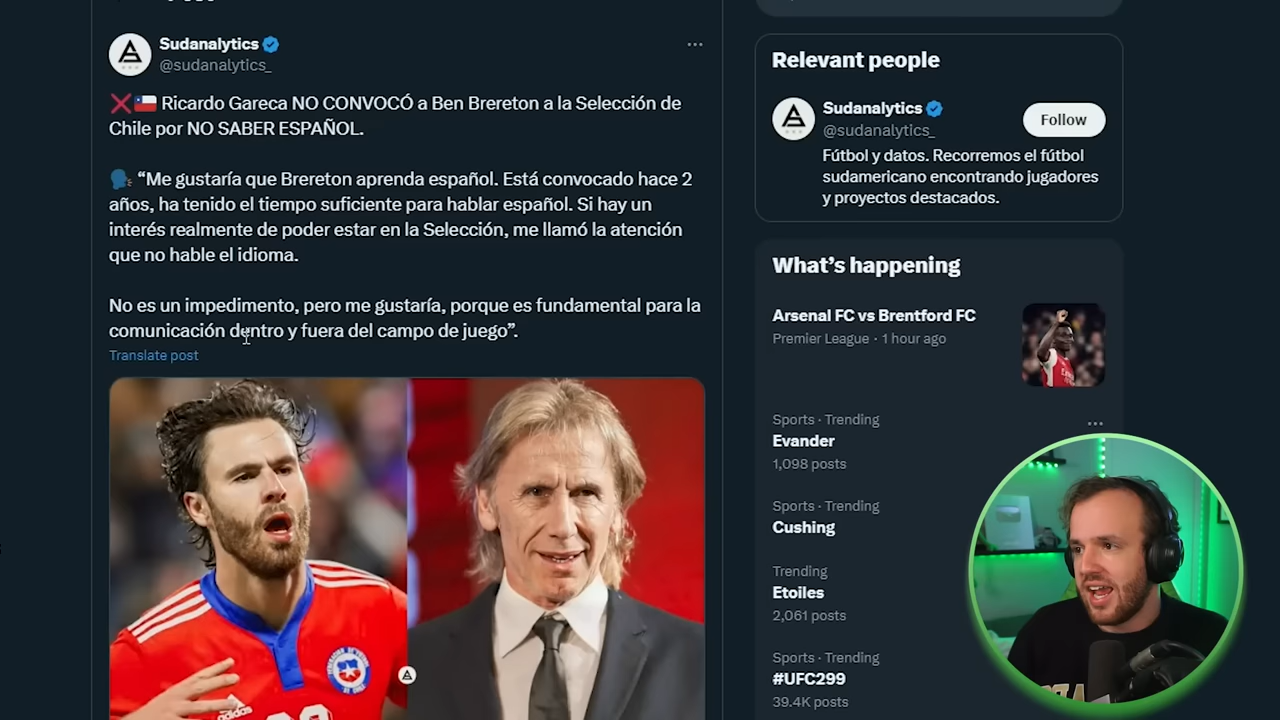 Sudanalytics
@sudanalytics_
Ricardo Gareca NO CONVOCÓ a Ben Brereton a la Selección de
Chile por NO SABER ESPAÑOL.
“Me gustaría que Brereton aprenda español. Está convocado hace 2
años, ha tenido el tiempo suficiente para hablar español. Si hay un
interés realmente de poder estar en la Selección, me llamó la atención
que no hable el idioma.
No es un impedimento, pero me gustaría, porque es fundamental para la
comunicación dentro y fuera del campo de juego”.
Translate post
adidas
Relevant people
Sudanalytics
@sudanalytics_
Follow
Fútbol y datos. Recorremos el fútbol
sudamericano encontrando jugadores
y proyectos destacados.
What’s happening
Arsenal FC vs Brentford FC
Premier League · 1 hour ago
Sports · Trending
Evander
1,098 posts
Sports · Trending
Cushing
Trending
Etoiles
2,061 posts
Sports · Trending
#UFC299
39.4K posts